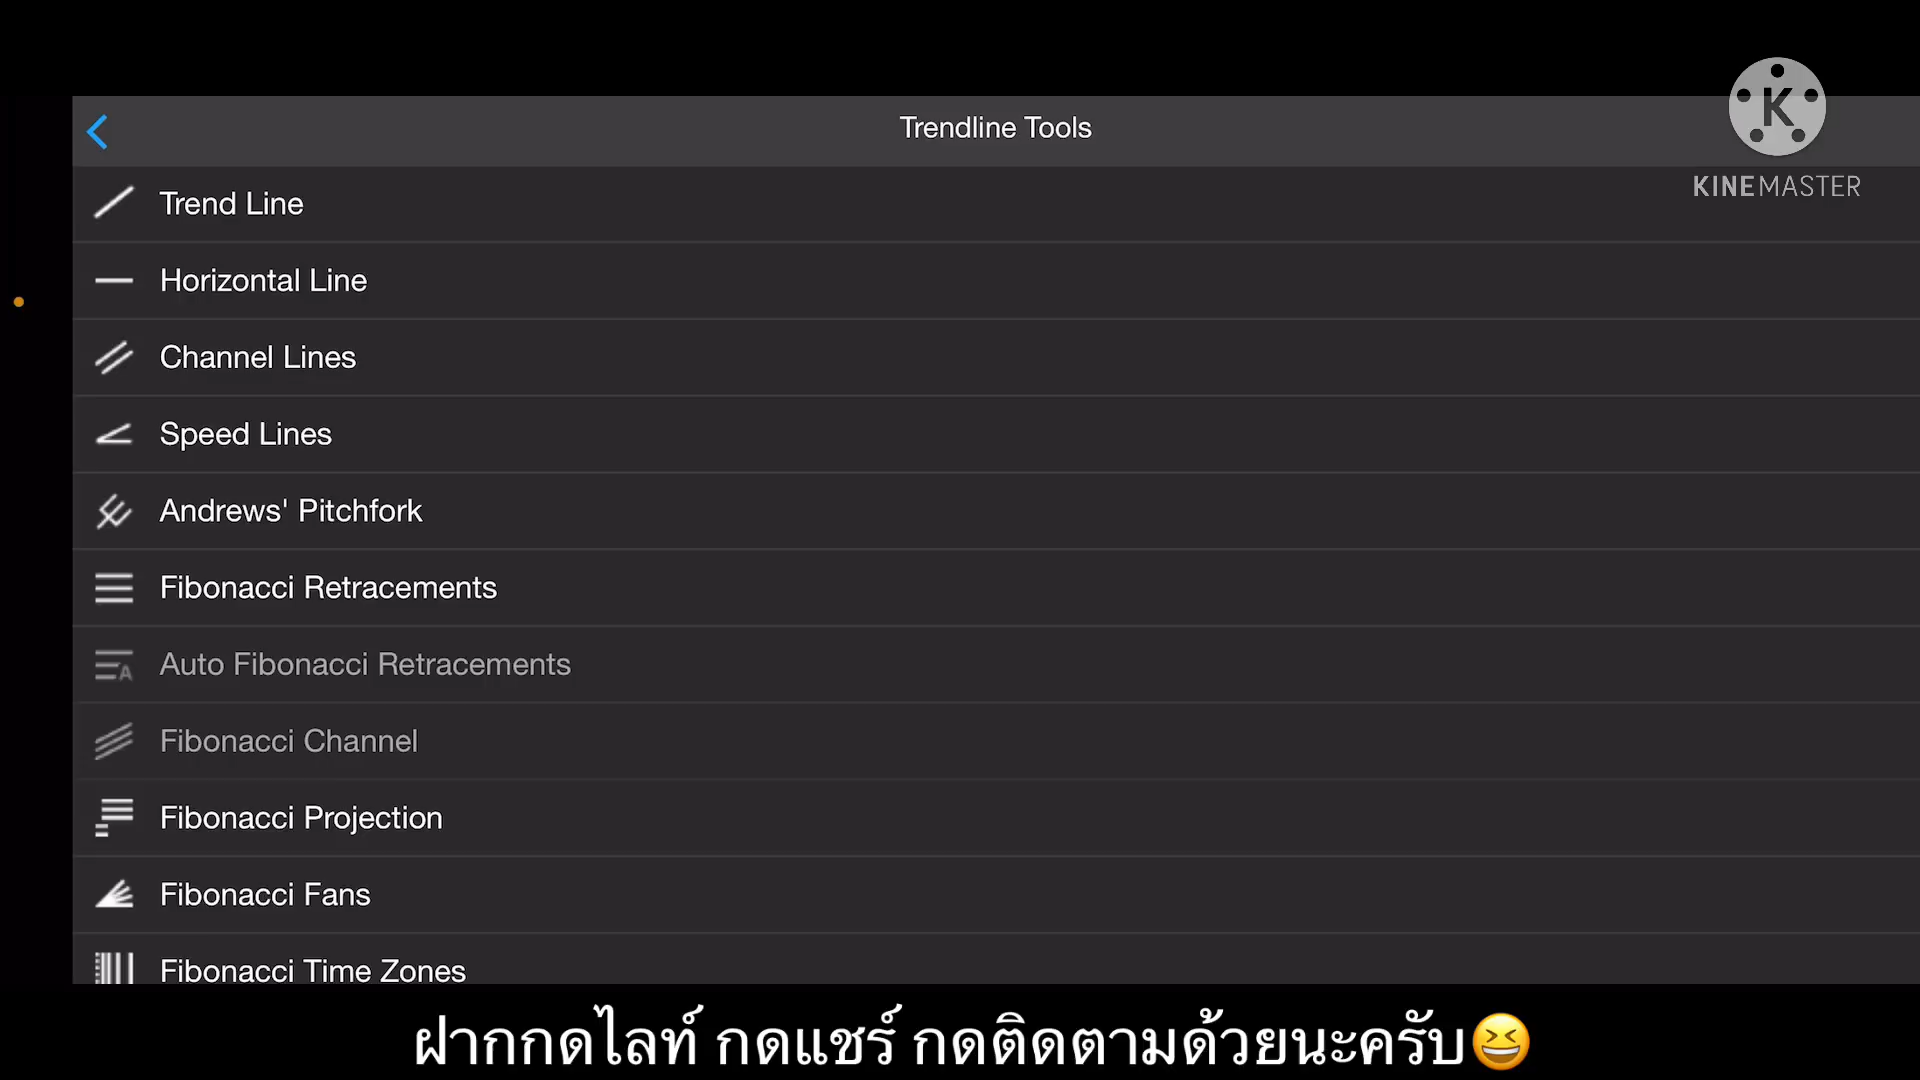 Trendline Tools
K
KINEMASTER
Trend Line
Horizontal Line
Channel Lines
Speed Lines
Andrews' Pitchfork
Fibonacci Retracements
A
Auto Fibonacci Retracements
Fibonacci Channel
Fibonacci Projection
Fibonacci Fans
Fibonacci Time Zones
ฝากกดไลท์ กดแชร์ กดติดตามด้วยนะครับ😆